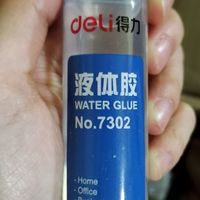 deli得力
液体胶
WATER GLUE
No.7302
· Home
· Office